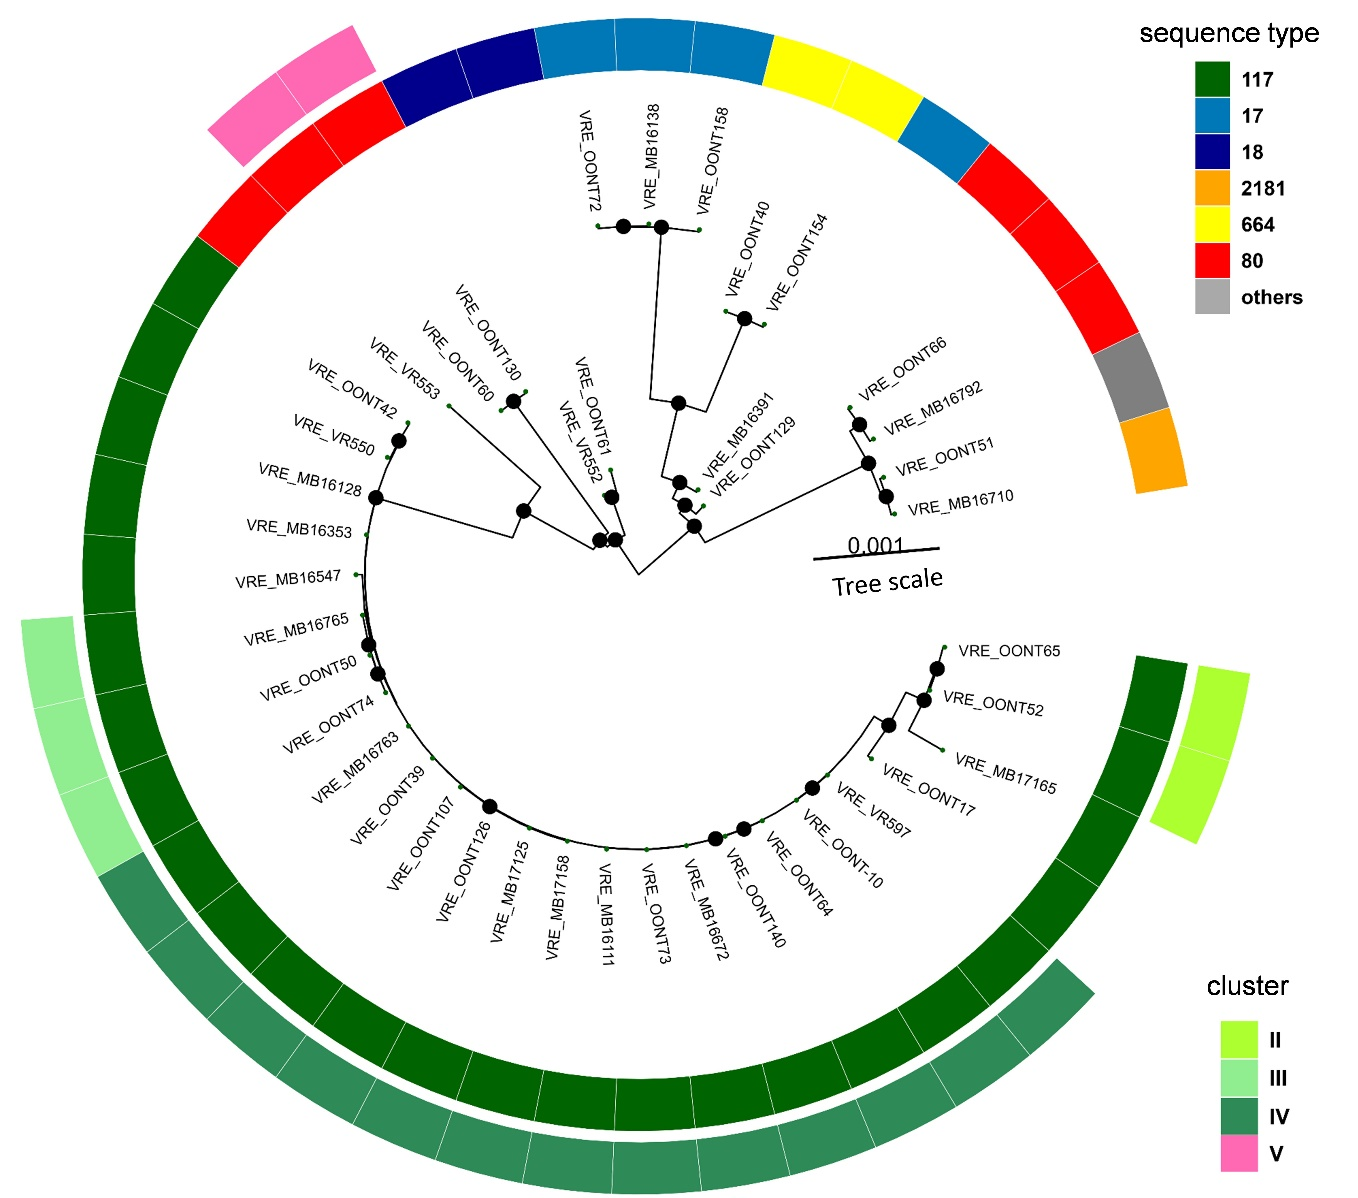 sequence type
117
17
18
2181
664
80
others
VRE_OONT72
VRE_MB16138
VRE_OONT158
VRE_OONT40
VRE_OONT154
VRE_MB16391
VRE_OONT129
VRE_OONT66
VRE_MB16792
VRE_OONT51
VRE_MB16710
0.001
Tree scale
VRE_OONT61
VRE_VR552
VRE_OONT130
VRE_OONT60
VRE_VR553
VRE_OONT42
VRE_VR550
VRE_MB16128
VRE_MB16353
VRE_MB16547
VRE_MB16765
VRE_OONT50
VRE_OONT74
VRE_MB16763
VRE_OONT39
VRE_OONT107
VRE_OONT126
VRE_MB17125
VRE_MB17158
VRE_MB16111
VRE_OONT73
VRE_MB16672
VRE_OONT140
VRE_OONT64
VRE_OONT-10
VRE_VR597
VRE_OONT17
VRE_MB17165
VRE_OONT52
VRE_OONT65
cluster
II
III
IV
V